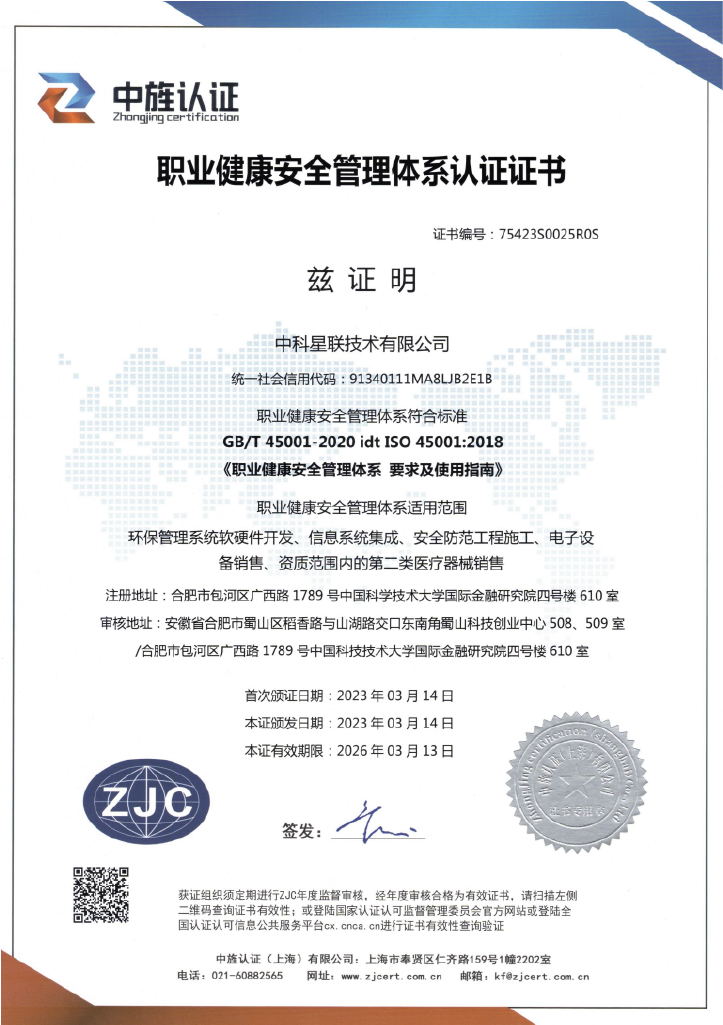 中旌认证
Zhongjing certification
职业健康安全管理体系认证证书
证书编号：75423S0025R0S
兹 证 明
中科星联技术有限公司
统一社会信用代码：91340111MA8LJB2E1B
职业健康安全管理体系符合标准
GB/T 45001-2020 idt ISO 45001:2018
《职业健康安全管理体系 要求及使用指南》
职业健康安全管理体系适用范围
环保管理系统软硬件开发、信息系统集成、安全防范工程施工、电子设
备销售、资质范围内的第二类医疗器械销售
注册地址：合肥市包河区广西路 1789 号中国科学技术大学国际金融研究院四号楼 610 室
审核地址：安徽省合肥市蜀山区稻香路与山湖路交口东南角蜀山科技创业中心 508、509 室
/合肥市包河区广西路 1789 号中国科技技术大学国际金融研究院四号楼 610 室
首次颁证日期：2023 年 03 月 14 日
本证颁发日期：2023 年 03 月 14 日
本证有效期限：2026 年 03 月 13 日
ZJC
签发：
证书专用章
获证组织须定期进行ZJC年度监督审核，经年度审核合格为有效证书，请扫描左侧
二维码查询证书有效性；或登陆国家认证认可监督管理委员会官方网站或登陆全
国认证认可信息公共服务平台cx.cnca.cn进行证书有效性查询验证
中旌认证（上海）有限公司：上海市奉贤区仁齐路159号1幢2202室
电话：021-60882565 网址：www.zjcert.com.cn 邮箱：kf@zjcert.com.cn